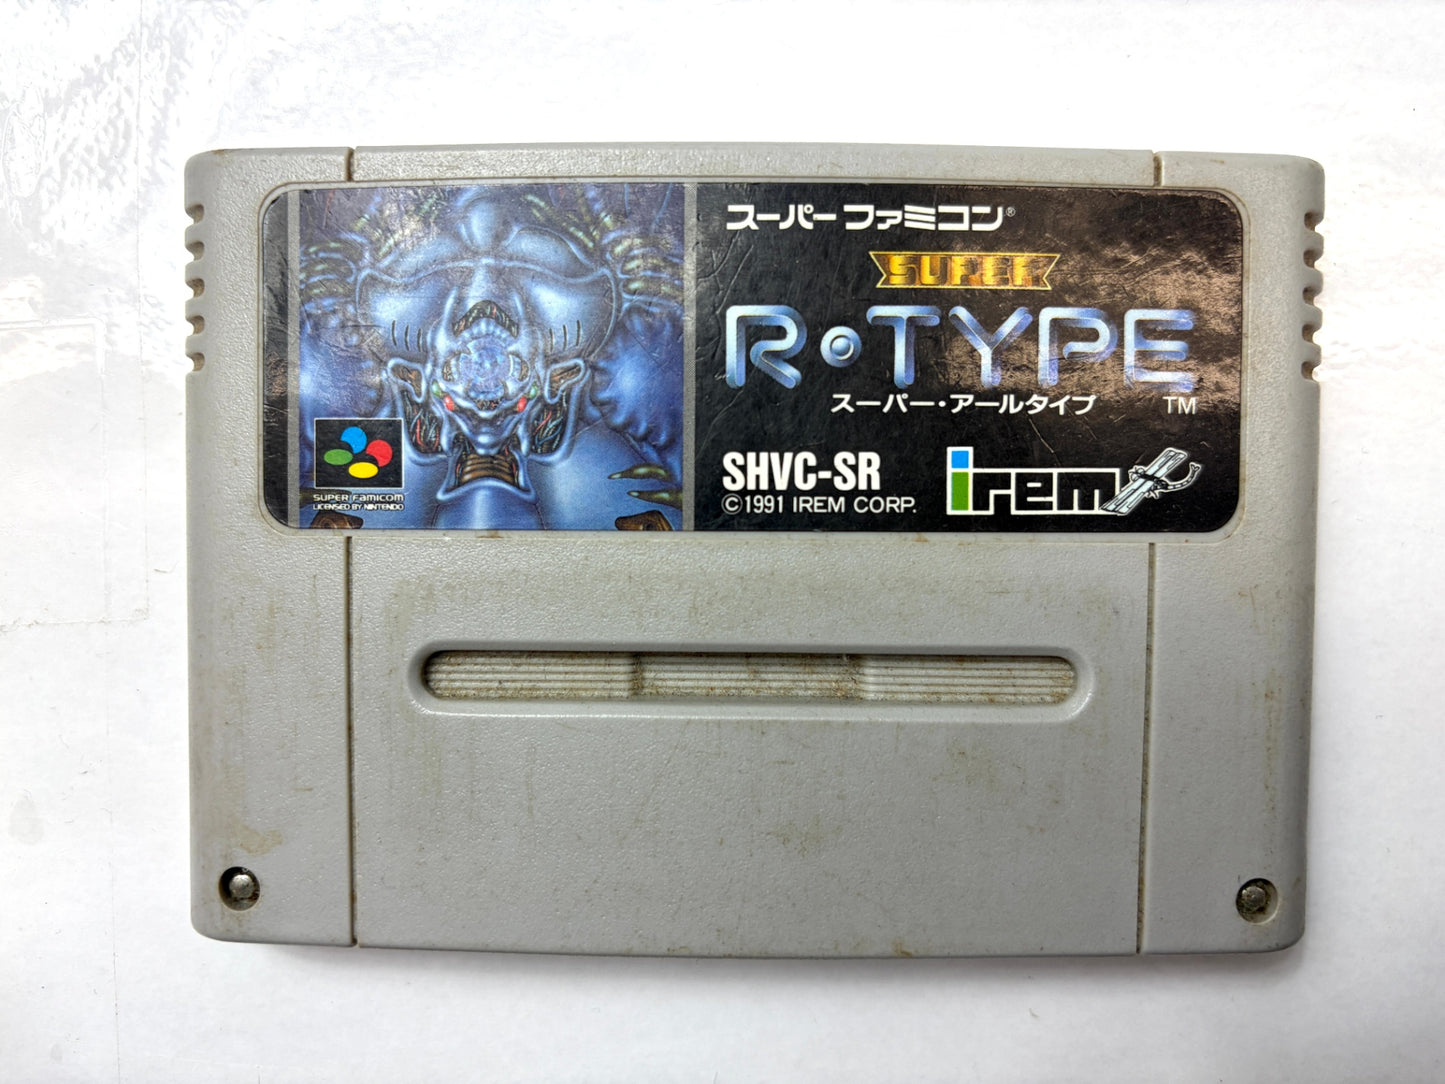 スーパーファミコン®
SUPER
R•TYPE
スーパー・アールタイプ TM
SHVC-SR
©1991 IREM CORP.
irem
SUPER FAMICOM
LICENSED BY NINTENDO